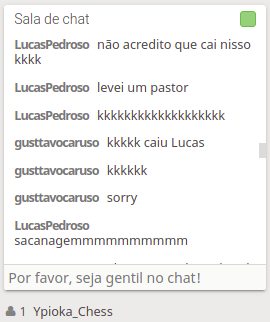 Sala de chat
LucasPedroso não acredito que cai nisso
kkkk
LucasPedroso levei um pastor
LucasPedroso kkkkkkkkkkkkkkkkkkk
gusttavocaruso kkkkk caiu Lucas
gusttavocaruso kkkkkk
gusttavocaruso sorry
LucasPedroso
sacanagemmmmmmmmmm
Por favor, seja gentil no chat!
1 Ypioka_Chess